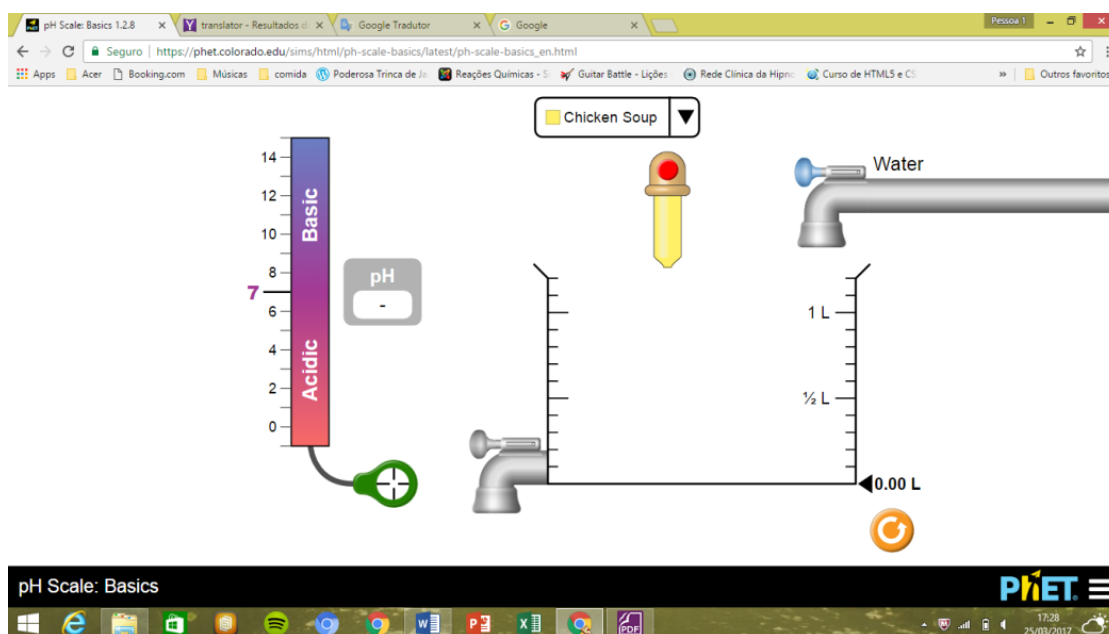 pH Scale: Basics 1.2.8
translator - Resultados d
Google Tradutor
Google
Pessoa 1
Seguro | https://phet.colorado.edu/sims/html/ph-scale-basics/latest/ph-scale-basics_en.html
Apps Acer Booking.com Músicas comida Poderosa Trinca de Reações Químicas - Guitar Battle - Lições Rede Clínica da Hipno Curso de HTML5 e CS » Outros favoritos
Chicken Soup
Water
14
12
10
8
7
6
4
2
0
Basic
Acidic
pH
-
1 L
½ L
0.00 L
pH Scale: Basics
PhET
17:28
25/03/2017